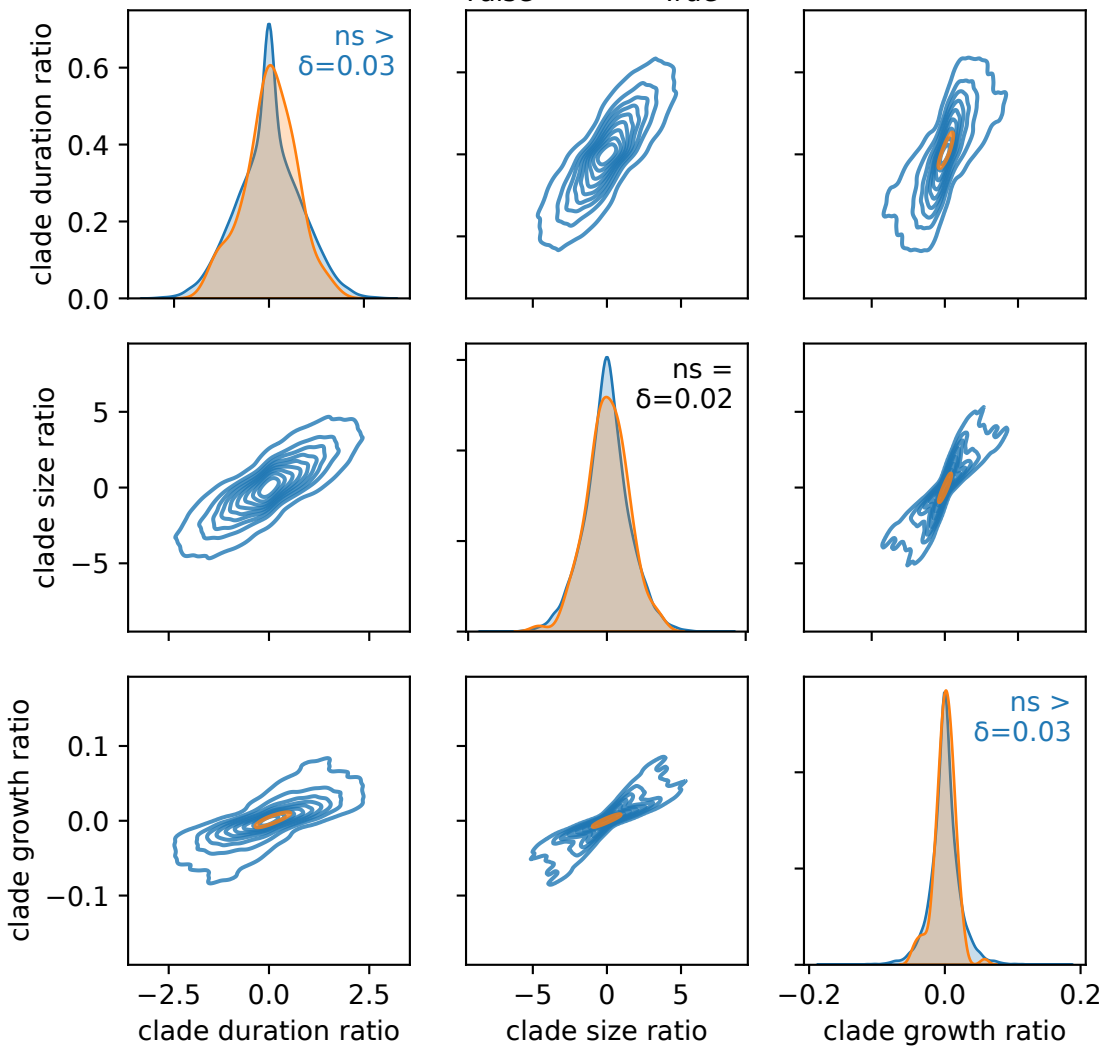 clade duration ratio
0.6
0.4
0.2
0.0
ns >
δ=0.03
clade size ratio
5
0
−5
ns =
δ=0.02
clade growth ratio
0.1
0.0
−0.1
ns >
δ=0.03
−2.5 0.0 2.5
clade duration ratio
−5 0 5
clade size ratio
−0.2 0.0 0.2
clade growth ratio